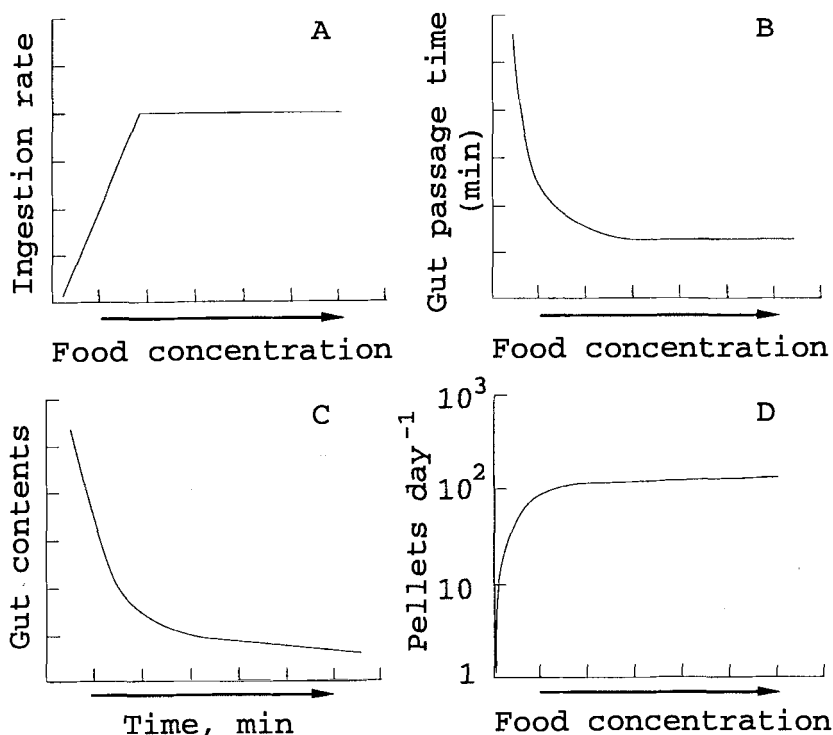 A
Ingestion rate
Food concentration
B
Gut passage time
(min)
Food concentration
C
Gut contents
Time, min
D
Pellets day⁻¹
10³
10²
10
1
Food concentration